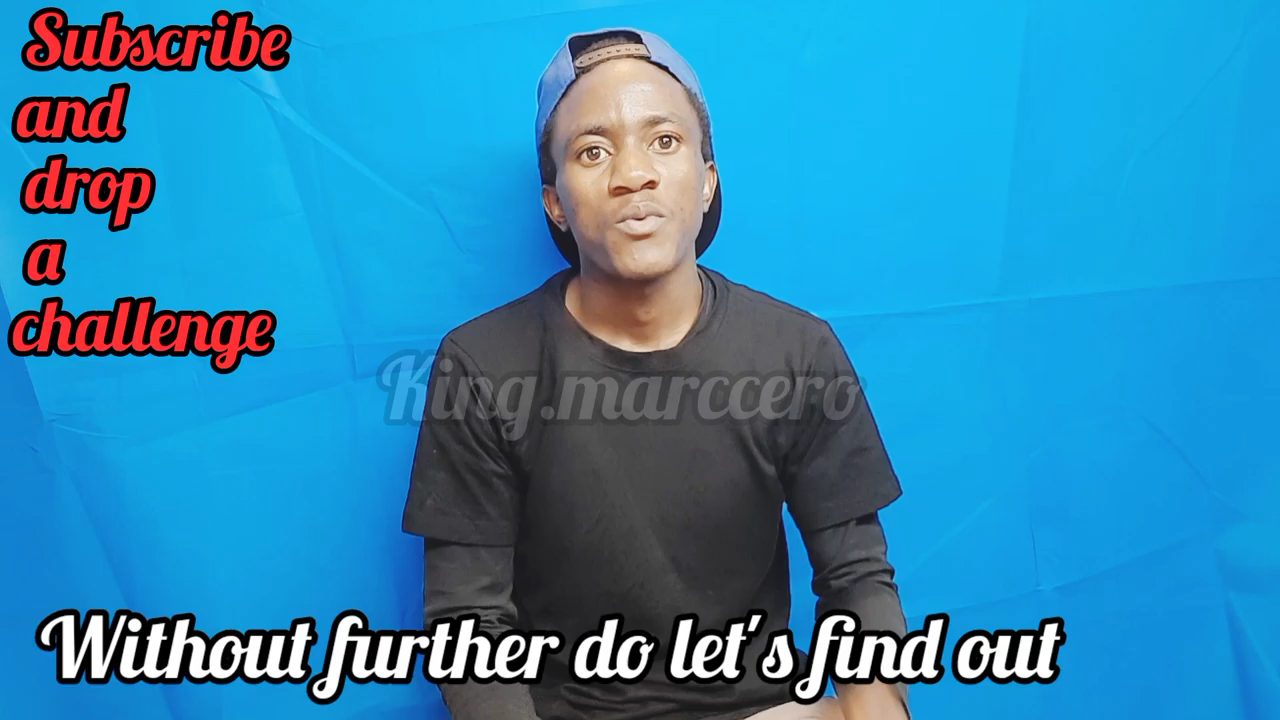 Subscribe
and
drop
a
challenge
King.marccero
Without further do let's find out